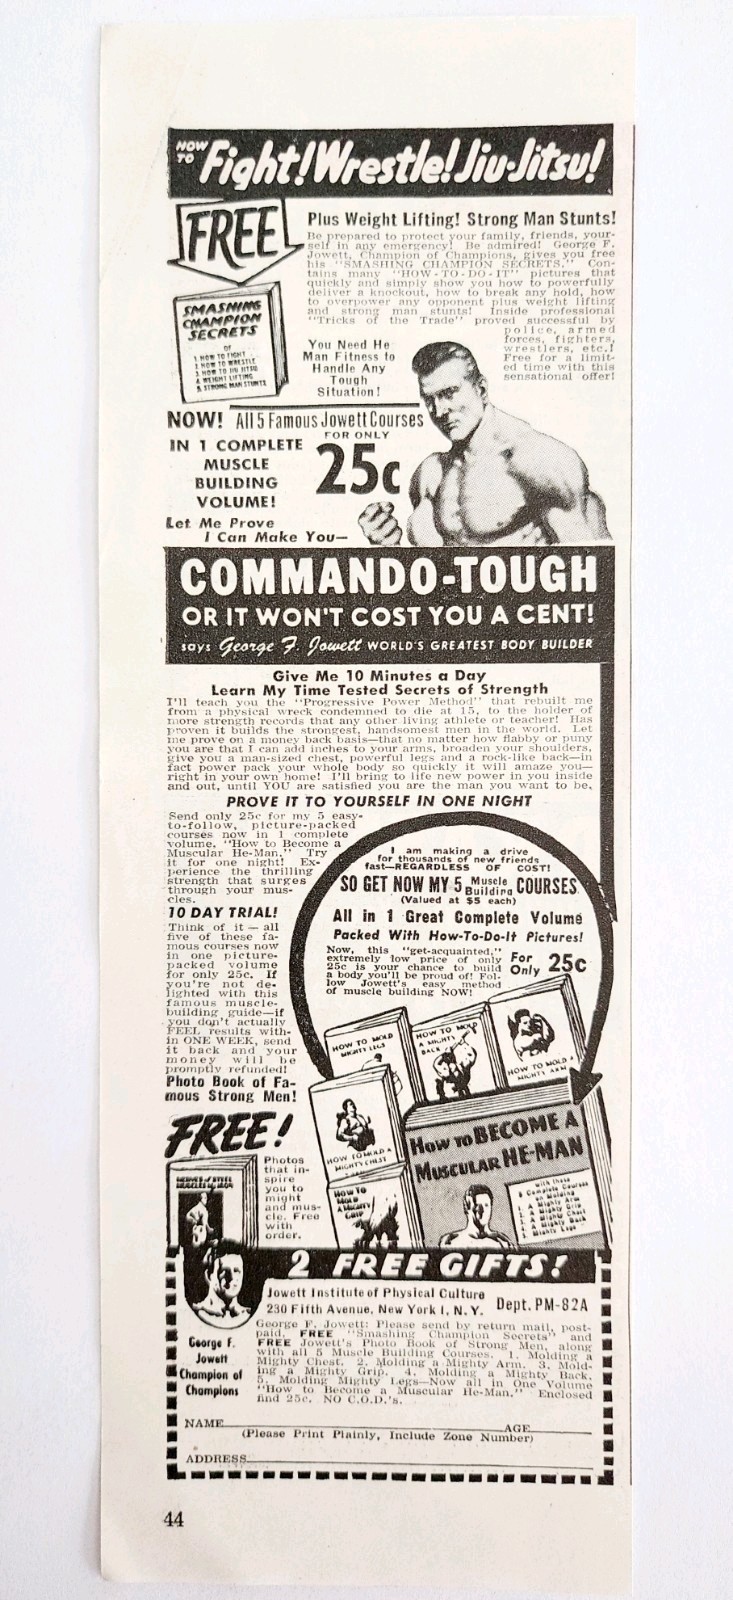 HOW TO Fight! Wrestle! Jiu-Jitsu!
FREE
Plus Weight Lifting! Strong Man Stunts!
Be prepared to protect your family, friends, your-
self in any emergency! Be admired! George F.
Jowett, Champion of Champions, gives you free
his "SMASHING CHAMPION SECRETS." Con-
tains many "HOW-TO-DO-IT" pictures that
quickly and simply show you how to powerfully
deliver a knockout, how to break any hold, how
to overpower any opponent plus weight lifting
and strong man stunts! Inside professional
"Tricks of the Trade" proved successful by
police, armed
forces, fighters,
wrestlers, etc.!
Free for a limit-
ed time with this
sensational offer!
SMASHING
CHAMPION
SECRETS
OF
1. HOW TO FIGHT
2. HOW TO WRESTLE
3. HOW TO JIU JITSU
4. WEIGHT LIFTING
5. STRONG MAN STUNTS
You Need He
Man Fitness to
Handle Any
Tough
Situation!
NOW! All 5 Famous Jowett Courses
IN 1 COMPLETE
MUSCLE
BUILDING
VOLUME!
FOR ONLY
25c
Let Me Prove
I Can Make You—
COMMANDO-TOUGH
OR IT WON'T COST YOU A CENT!
says George F. Jowett WORLD'S GREATEST BODY BUILDER
Give Me 10 Minutes a Day
Learn My Time Tested Secrets of Strength
I'll teach you the "Progressive Power Method" that rebuilt me
from a physical wreck condemned to die at 15, to the holder of
more strength records that any other living athlete or teacher! Has
proven it builds the strongest, handsomest men in the world. Let
me prove on a money back basis—that no matter how flabby or puny
you are that I can add inches to your arms, broaden your shoulders,
give you a man-sized chest, powerful legs and a rock-like back—in
fact power pack your whole body so quickly it will amaze you—
right in your own home! I'll bring to life new power in you inside
and out, until YOU are satisfied you are the man you want to be,
PROVE IT TO YOURSELF IN ONE NIGHT
Send only 25c for my 5 easy-
to-follow, picture-packed
courses now in 1 complete
volume, "How to Become a
Muscular He-Man." Try
it for one night! Ex-
perience the thrilling
strength that surges
through your mus-
cles.
10 DAY TRIAL!
Think of it—all
five of these fa-
mous courses now
in one picture-
packed volume
for only 25c. If
you're not de-
lighted with this
famous muscle-
building guide—if
you don't actually
FEEL results with-
in ONE WEEK, send
it back and your
money will be
promptly refunded!
Photo Book of Fa-
mous Strong Men!
FREE!
Photos
that in-
spire
you to
might
and mus-
cle. Free
with
order.
NERVES of STEEL
MUSCLES like IRON
I am making a drive
for thousands of new friends
fast—REGARDLESS OF COST!
SO GET NOW MY 5 Muscle Building COURSES
(Valued at $5 each)
All in 1 Great Complete Volume
Packed With How-To-Do-It Pictures!
Now, this "get-acquainted,"
extremely low price of only
25c is your chance to build
a body you'll be proud of! Fol-
low Jowett's easy method
of muscle building NOW!
For Only 25c
HOW TO MOLD
MIGHTY LEGS
HOW TO MOLD
A MIGHTY
BACK
HOW TO MOLD A
MIGHTY ARM
HOW TO MOLD A
MIGHTY CHEST
HOW TO
MOLD
A MIGHTY
GRIP
HOW TO BECOME A
MUSCULAR HE-MAN
with these
5 Complete Courses
on Molding
1. A Mighty Arm
2. A Mighty Grip
3. A Mighty Chest
4. A Mighty Back
5. Mighty Legs
2 FREE GIFTS!
George F.
Jowett
Champion of
Champions
Jowett Institute of Physical Culture
230 Fifth Avenue, New York 1, N.Y. Dept. PM-82A
George F. Jowett: Please send by return mail, post-
paid, FREE "Smashing Champion Secrets" and
FREE Jowett's Photo Book of Strong Men, along
with all 5 Muscle Building Courses. 1. Molding a
Mighty Chest. 2. Molding a Mighty Arm. 3. Mold-
ing a Mighty Grip. 4. Molding a Mighty Back.
5. Molding Mighty Legs—Now all in One Volume
"How to Become a Muscular He-Man." Enclosed
find 25c. NO C.O.D.'s.
NAME AGE
(Please Print Plainly, Include Zone Number)
ADDRESS
44